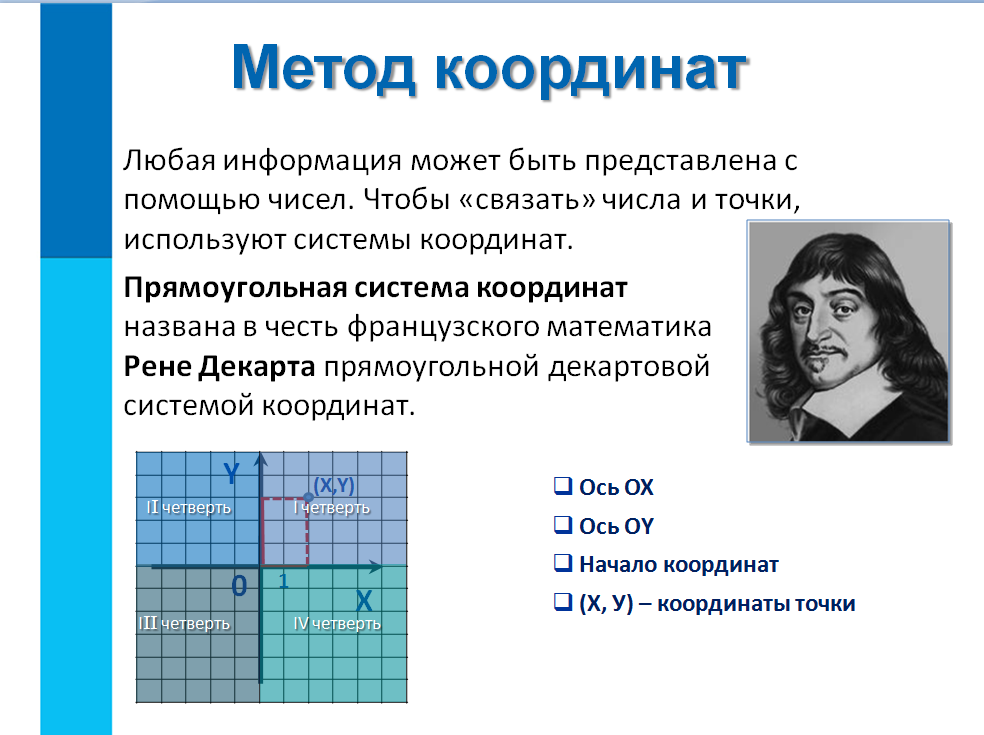 Метод координат
Любая информация может быть представлена с
помощью чисел. Чтобы «связать» числа и точки,
используют системы координат.
Прямоугольная система координат
названа в честь французского математика
Рене Декарта прямоугольной декартовой
системой координат.
Y
(X,Y)
II четверть
I четверть
0
1
X
III четверть
IV четверть
Ось OX
Ось OY
Начало координат
(X, У) – координаты точки